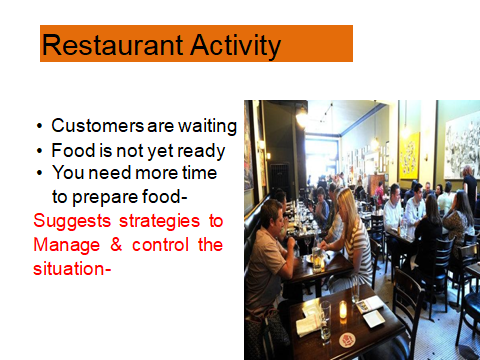 Restaurant Activity
• Customers are waiting
• Food is not yet ready
• You need more time
to prepare food-
Suggests strategies to
Manage & control the
situation-